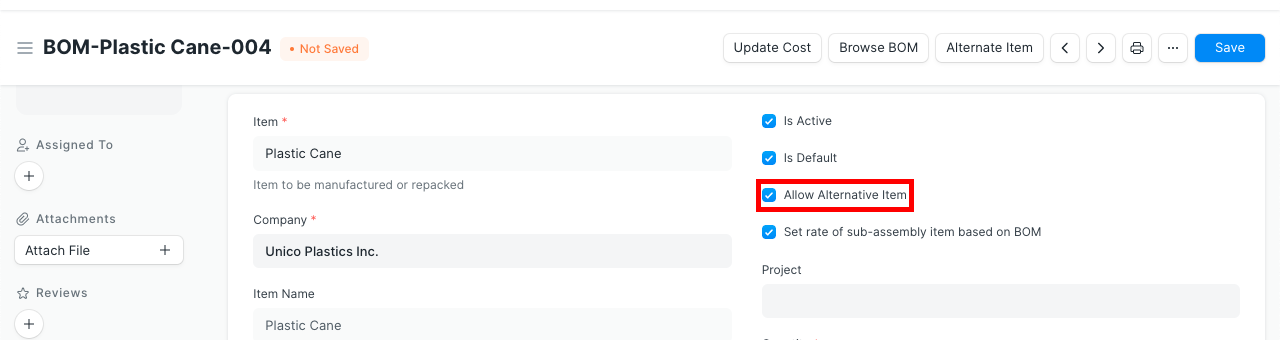 BOM-Plastic Cane-004
Not Saved
Update Cost
Browse BOM
Alternate Item
Save
Assigned To
Attachments
Attach File
Reviews
Item *
Plastic Cane
Item to be manufactured or repacked
Company *
Unico Plastics Inc.
Item Name
Plastic Cane
Is Active
Is Default
Allow Alternative Item
Set rate of sub-assembly item based on BOM
Project